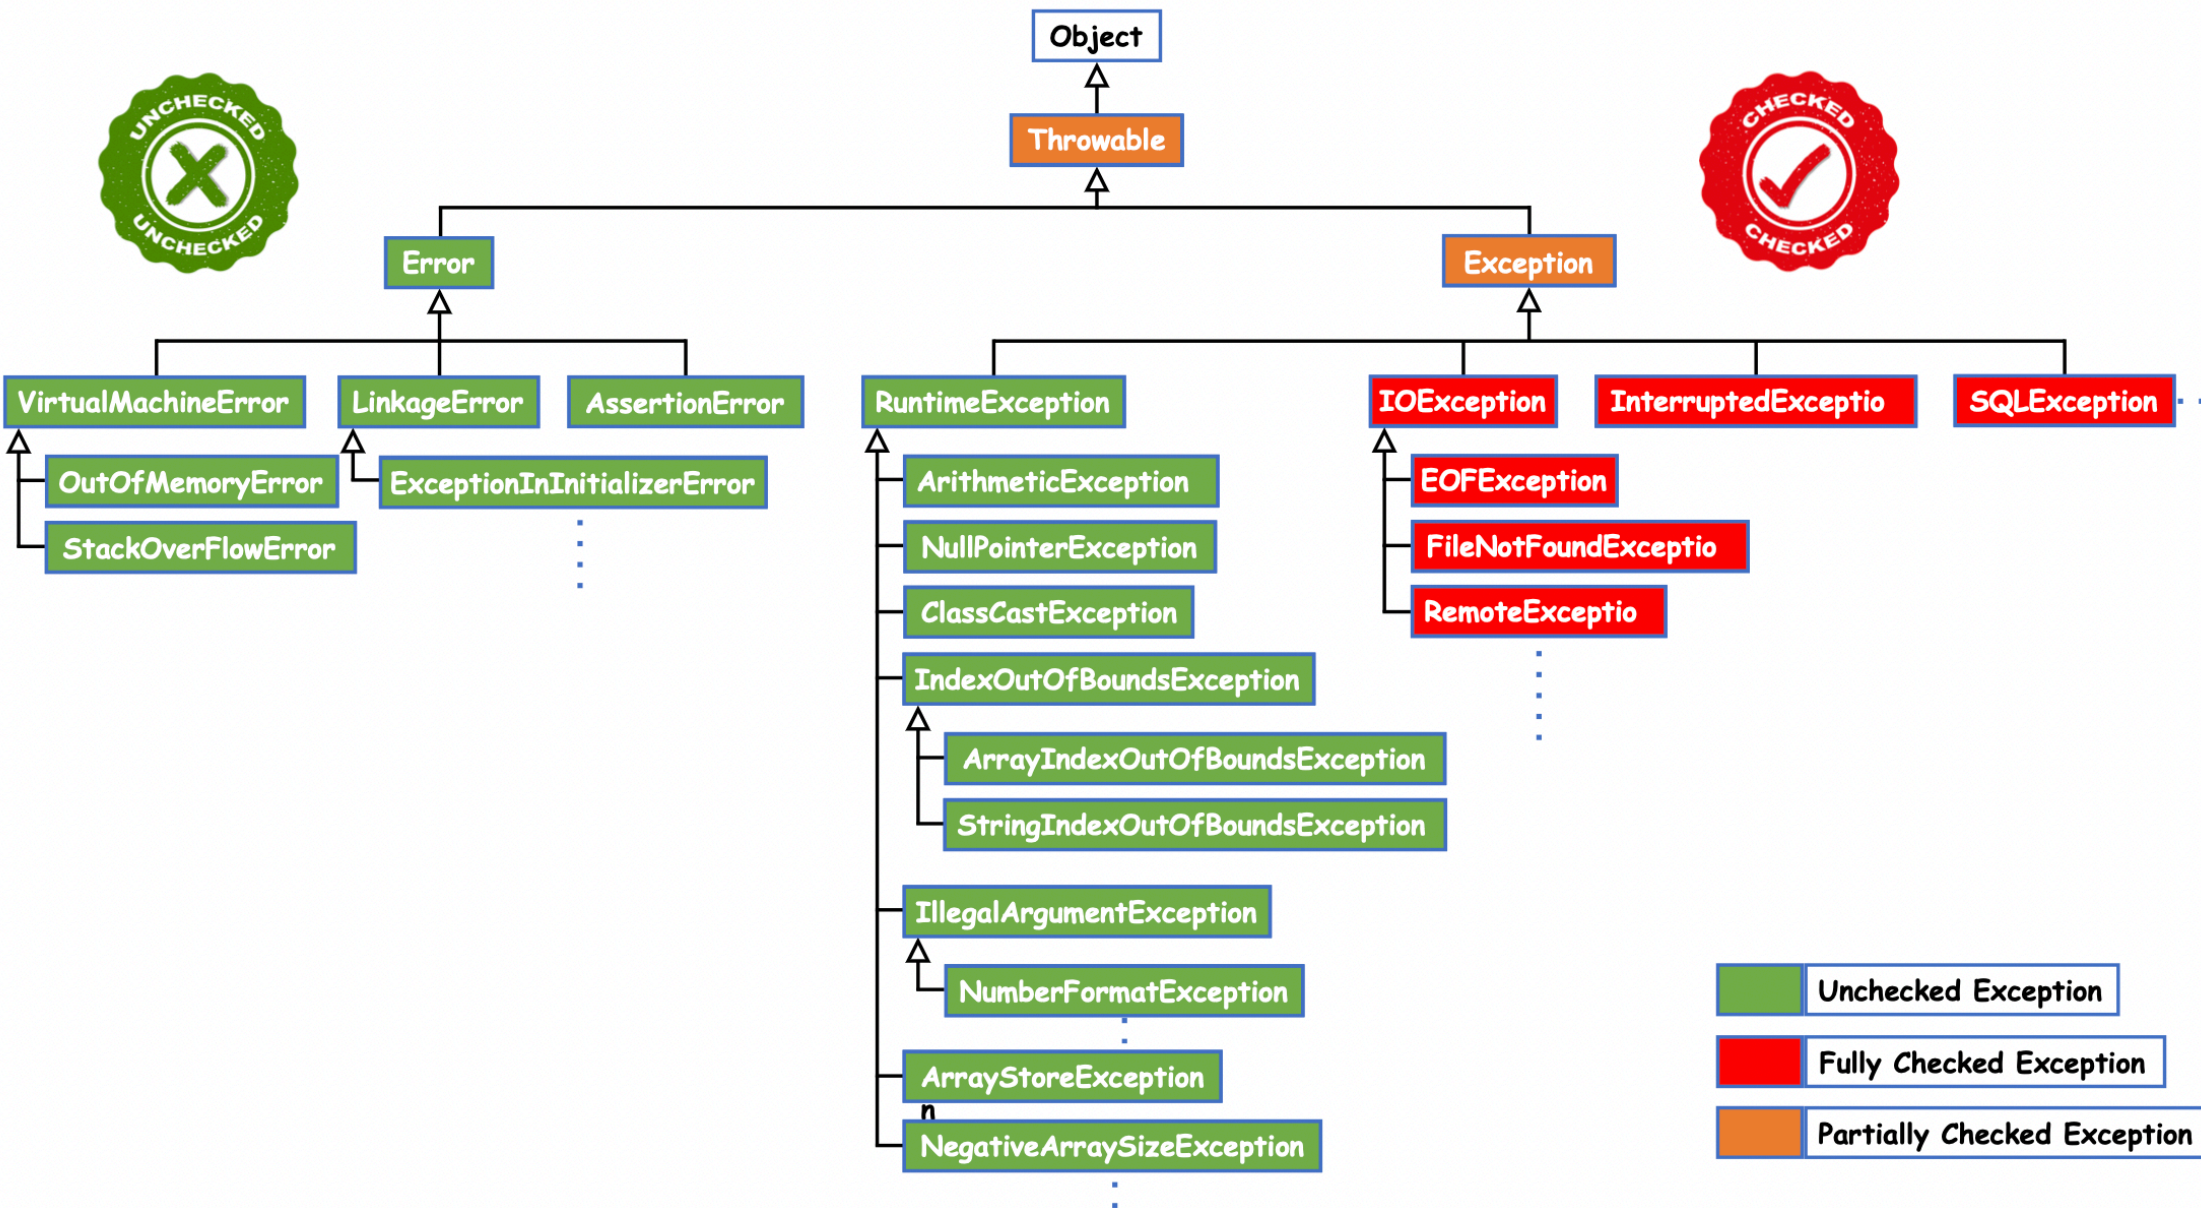 Object
UNCHECKED
UNCHECKED
CHECKED
CHECKED
Throwable
Error
Exception
VirtualMachineError
LinkageError
AssertionError
RuntimeException
IOException
InterruptedExceptio
SQLException
OutOfMemoryError
ExceptionInInitializerError
StackOverFlowError
ArithmeticException
NullPointerException
ClassCastException
IndexOutOfBoundsException
ArrayIndexOutOfBoundsException
StringIndexOutOfBoundsException
IllegalArgumentException
NumberFormatException
ArrayStoreException
n
NegativeArraySizeException
EOFException
FileNotFoundExceptio
RemoteExceptio
Unchecked Exception
Fully Checked Exception
Partially Checked Exception